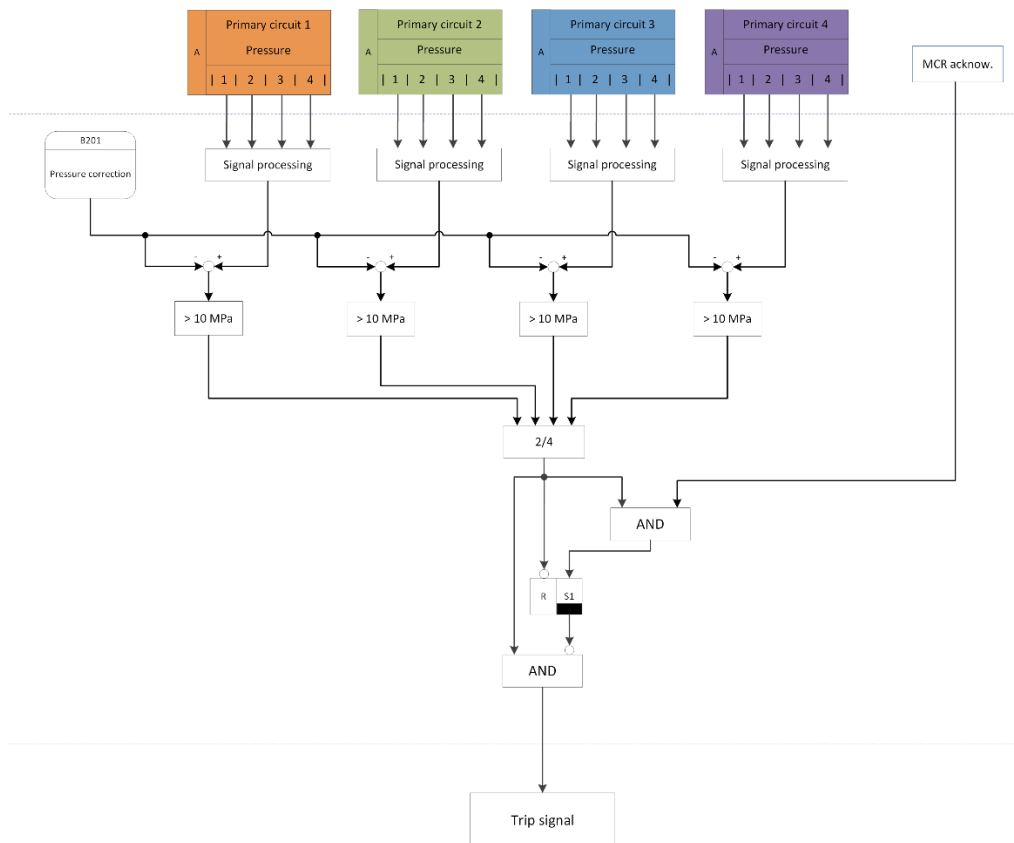 Primary circuit 1
A
Pressure
| 1 | 2 | 3 | 4 |
Primary circuit 2
A
Pressure
| 1 | 2 | 3 | 4 |
Primary circuit 3
A
Pressure
| 1 | 2 | 3 | 4 |
Primary circuit 4
A
Pressure
| 1 | 2 | 3 | 4 |
MCR acknow.
B201
Pressure correction
Signal processing
Signal processing
Signal processing
Signal processing
- +
- +
- +
- +
> 10 MPa
> 10 MPa
> 10 MPa
> 10 MPa
2/4
AND
R
S1
AND
Trip signal